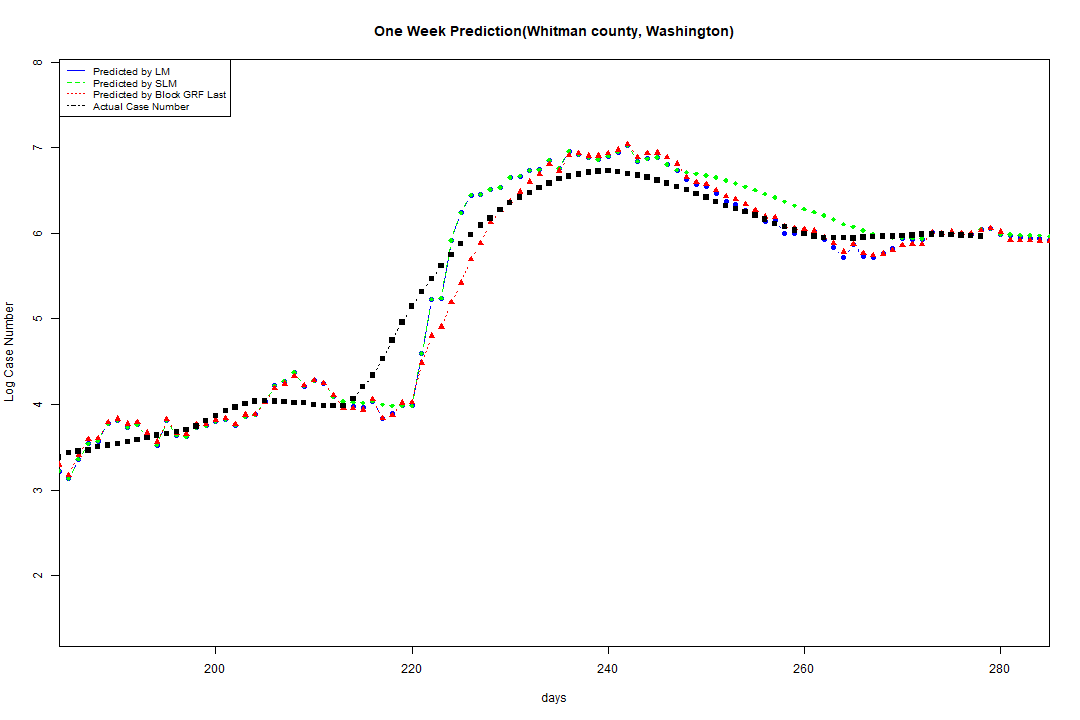 One Week Prediction(Whitman county, Washington)
Predicted by LM
Predicted by SLM
Predicted by Block GRF Last
Actual Case Number
8
7
6
5
4
3
2
Log Case Number
200 220 240 260 280
days